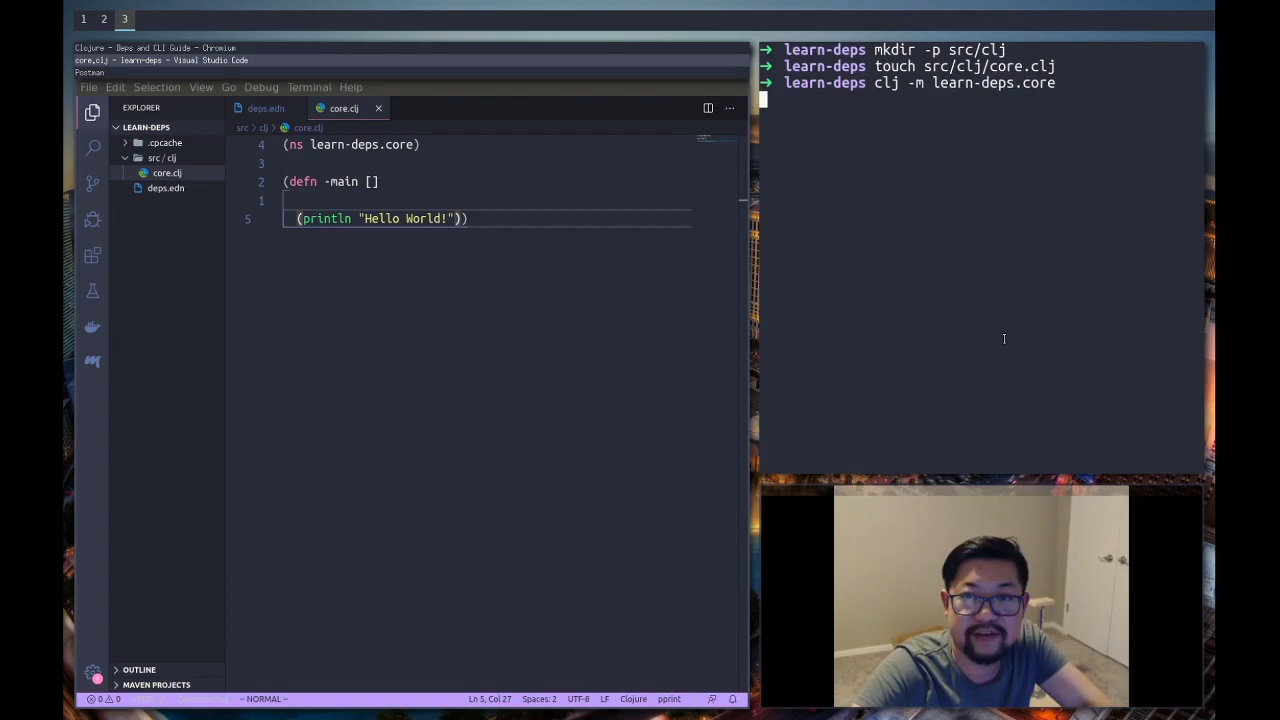 1 2 3
Clojure - Deps and CLI Guide - Chromium
core.clj - learn-deps - Visual Studio Code
Postman
File Edit Selection View Go Debug Terminal Help
EXPLORER
LEARN-DEPS
.cpcache
src / clj
core.clj
deps.edn
OUTLINE
MAVEN PROJECTS
deps.edn core.clj
src > clj > core.clj
4 (ns learn-deps.core)
3
2 (defn -main []
1
5 (println "Hello World!"))
0 0 -- NORMAL -- Ln 5, Col 27 Spaces: 2 UTF-8 LF Clojure pprint
→ learn-deps mkdir -p src/clj
→ learn-deps touch src/clj/core.clj
→ learn-deps clj -m learn-deps.core